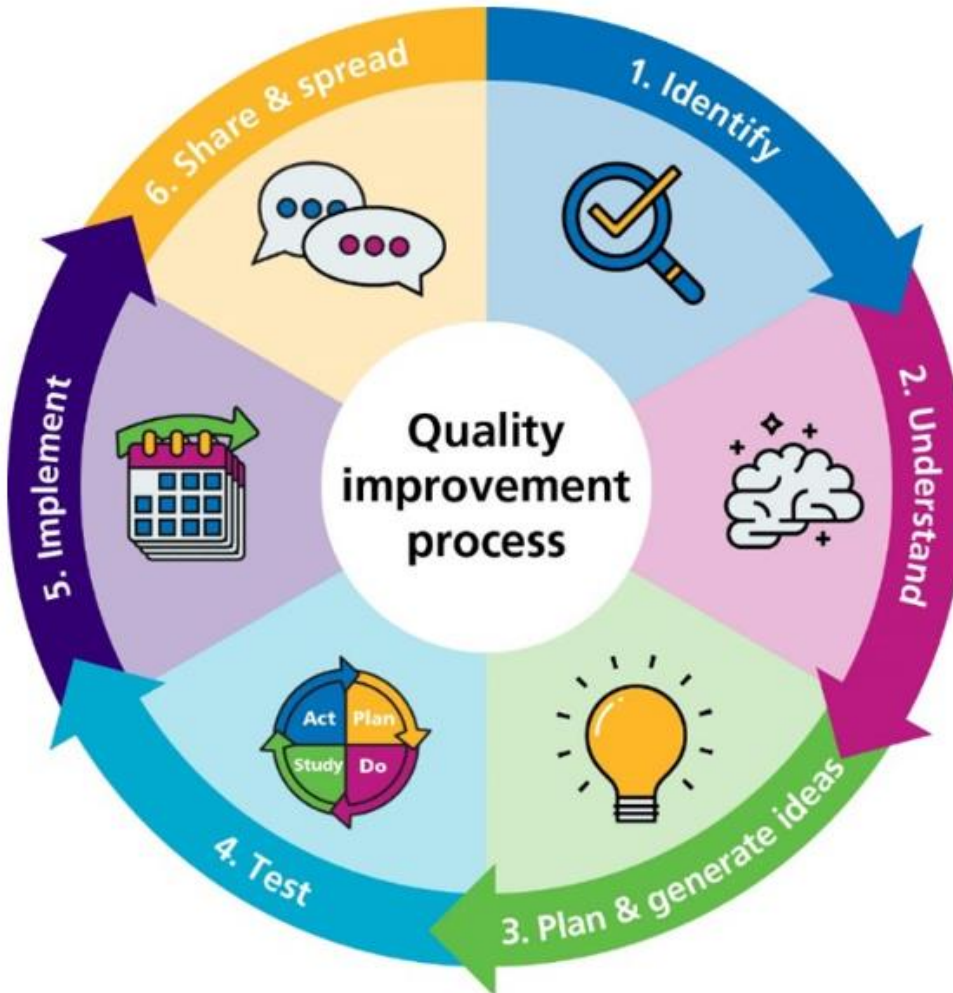 Quality
improvement
process
1. Identify
2. Understand
3. Plan & generate ideas
4. Test
Act
Plan
Study
Do
5. Implement
6. Share & spread